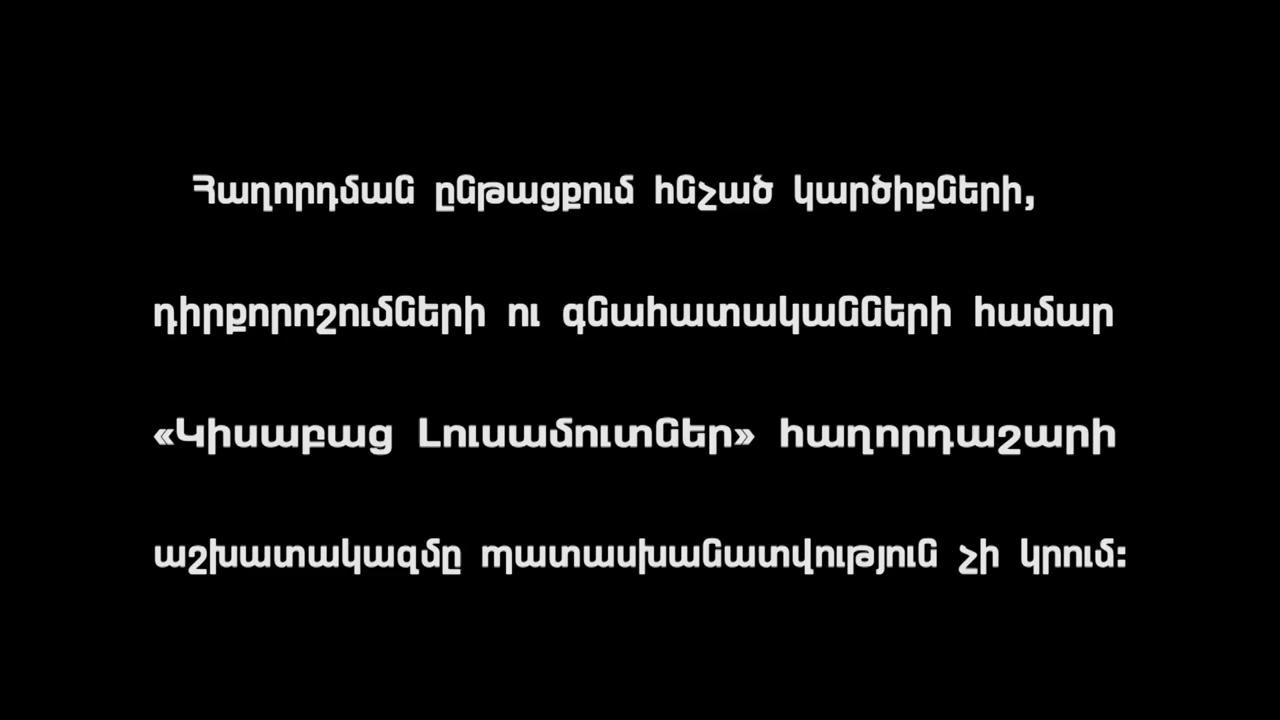 Հաղորդման ընթացքում հնչած կարծիքների,
դիրքորոշումների ու գնահատականների համար
«Կիսաբաց Լուսամուտներ» հաղորդաշարի
աշխատակազմը պատասխանատվություն չի կրում: